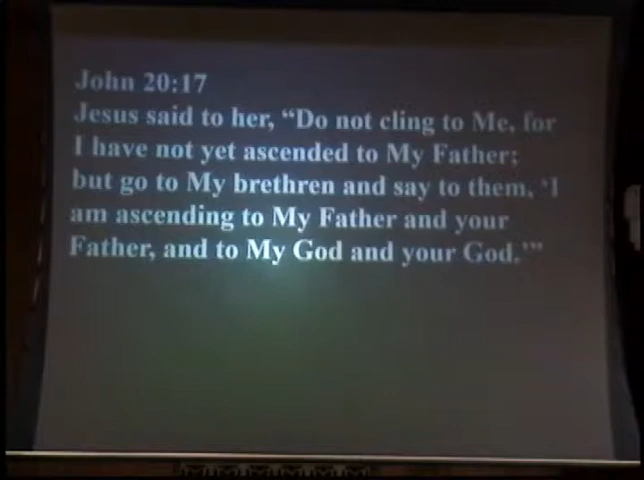 John 20:17
Jesus said to her, “Do not cling to Me, for
I have not yet ascended to My Father;
but go to My brethren and say to them, ‘I
am ascending to My Father and your
Father, and to My God and your God.’”